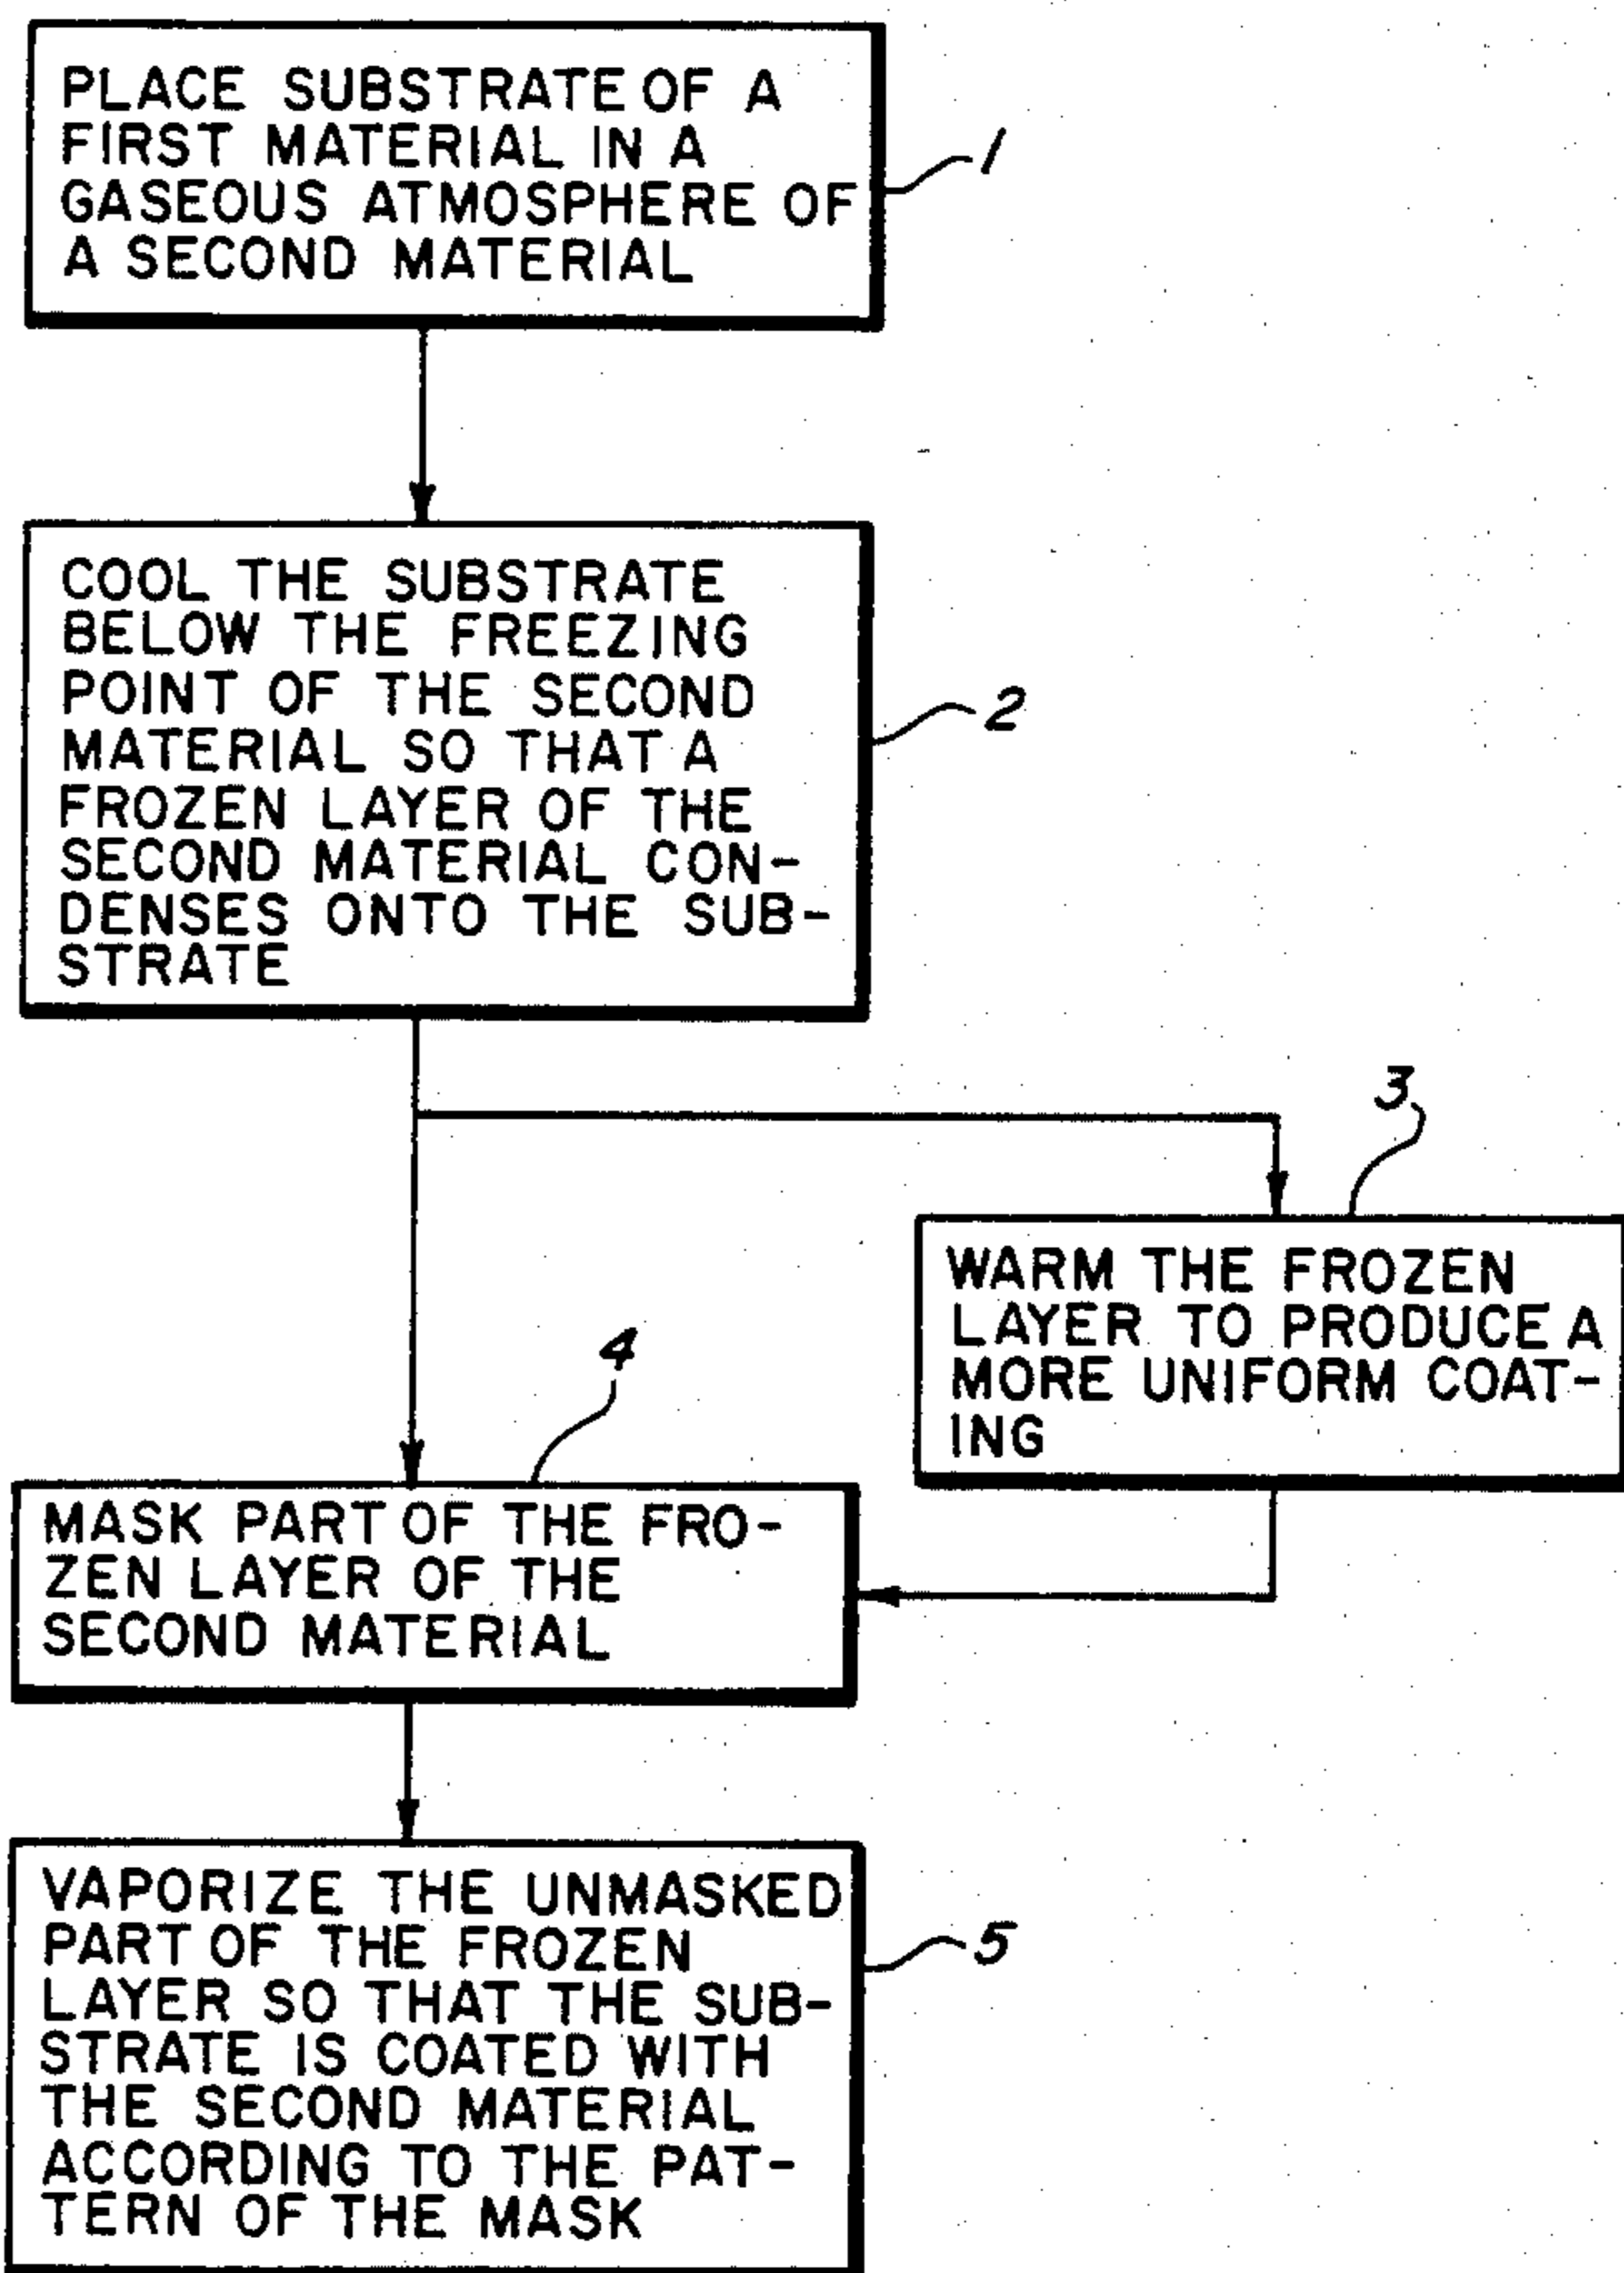 PLACE SUBSTRATE OF A
FIRST MATERIAL IN A
GASEOUS ATMOSPHERE OF
A SECOND MATERIAL
1
COOL THE SUBSTRATE
BELOW THE FREEZING
POINT OF THE SECOND
MATERIAL SO THAT A
FROZEN LAYER OF THE
SECOND MATERIAL CON-
DENSES ONTO THE SUB-
STRATE
2
3
WARM THE FROZEN
LAYER TO PRODUCE A
MORE UNIFORM COAT-
ING
4
MASK PART OF THE FRO-
ZEN LAYER OF THE
SECOND MATERIAL
VAPORIZE THE UNMASKED
PART OF THE FROZEN
LAYER SO THAT THE SUB-
STRATE IS COATED WITH
THE SECOND MATERIAL
ACCORDING TO THE PAT-
TERN OF THE MASK
5